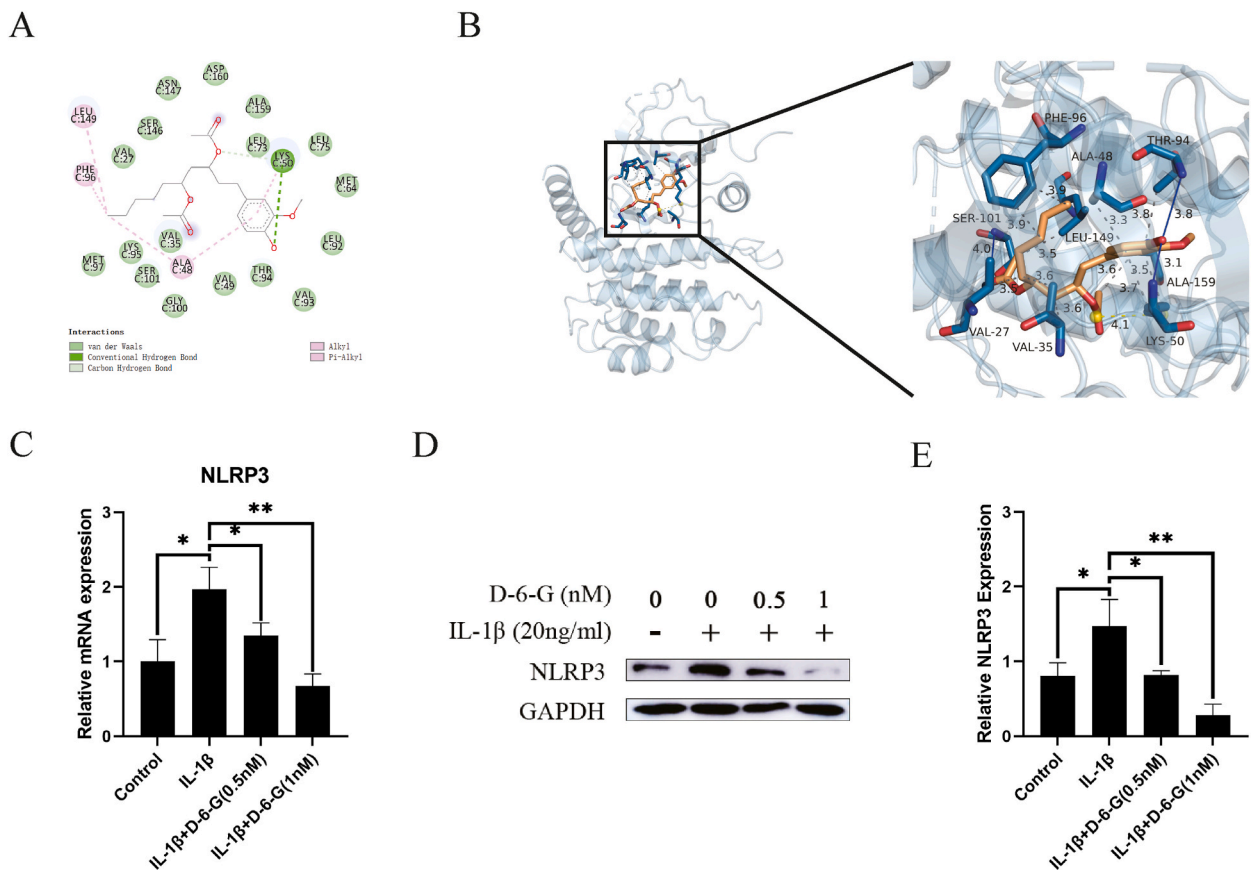 A
ASP
C:160
ASN
C:147
ALA
C:159
LEU
C:149
SER
C:146
LEU
C:73
LYS
C:50
LEU
C:75
VAL
C:27
PHE
C:96
MET
C:64
O
O
O
O
O
O
MET
C:97
LYS
C:95
VAL
C:35
SER
C:101
ALA
C:48
GLY
C:100
VAL
C:49
THR
C:94
LEU
C:92
VAL
C:93
Interactions
van der Waals
Conventional Hydrogen Bond
Carbon Hydrogen Bond
Alkyl
Pi-Alkyl
B
PHE-96
ALA-48
THR-94
3.9
3.3
3.8
3.8
SER-101
3.9
LEU-149
4.0
3.5
3.1
3.6
3.6
3.5
ALA-159
3.5
3.7
3.6
4.1
VAL-27
VAL-35
LYS-50
C
NLRP3
Relative mRNA expression
3
2
1
0
*
*
**
Control
IL-1β
IL-1β+D-6-G(0.5nM)
IL-1β+D-6-G(1nM)
D
D-6-G (nM) 0 0 0.5 1
IL-1β (20ng/ml) - + + +
NLRP3
GAPDH
E
Relative NLRP3 Expression
3
2
1
0
*
*
**
Control
IL-1β
IL-1β+D-6-G(0.5nM)
IL-1β+D-6-G(1nM)